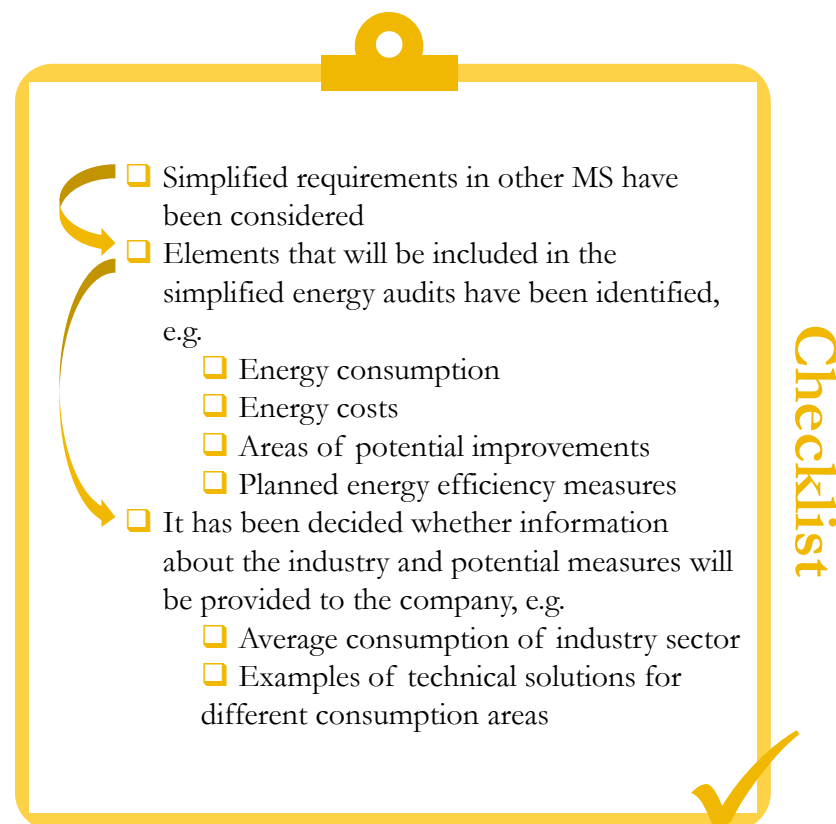 Simplified requirements in other MS have
been considered
Elements that will be included in the
simplified energy audits have been identified,
e.g.
Energy consumption
Energy costs
Areas of potential improvements
Planned energy efficiency measures
It has been decided whether information
about the industry and potential measures will
be provided to the company, e.g.
Average consumption of industry sector
Examples of technical solutions for
different consumption areas
Checklist